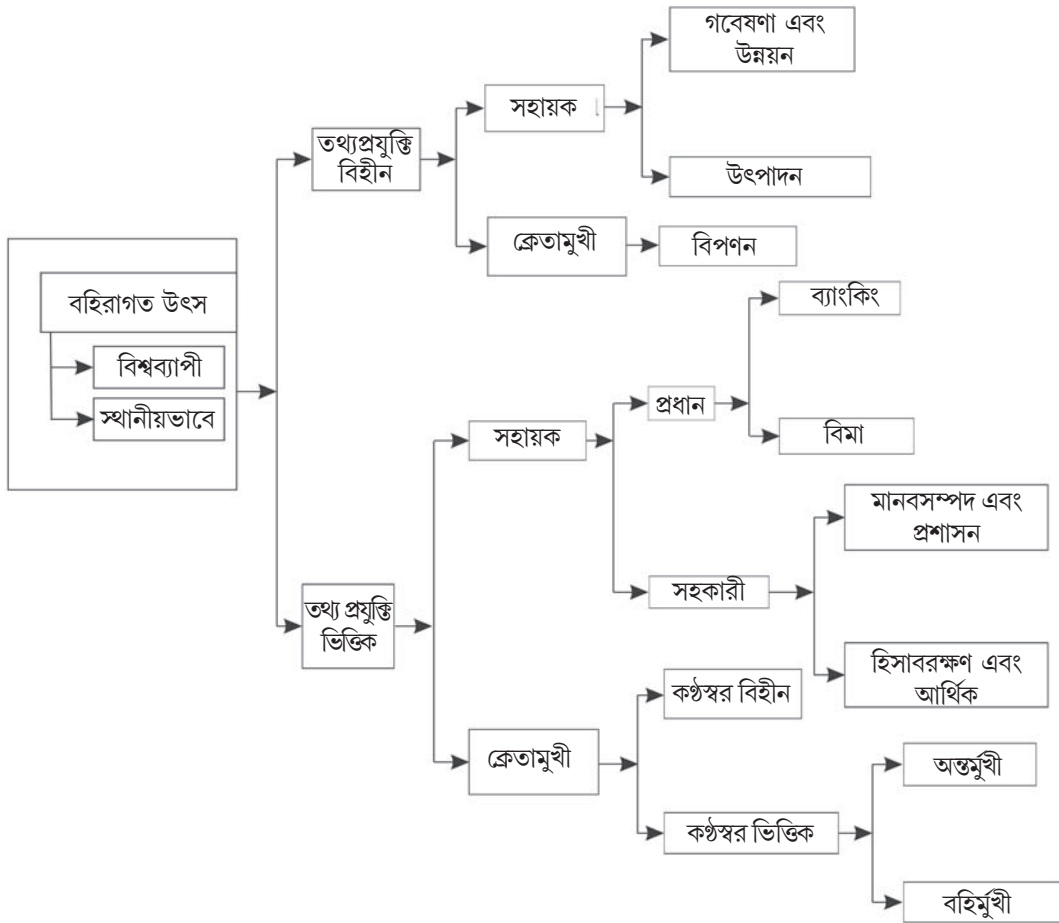 গবেষণা এবং
উন্নয়ন
সহায়ক
তথ্যপ্রযুক্তি
বিহীন
উৎপাদন
ক্রেতামুখী
বিপণন
বহিরাগত উৎস
বিশ্বব্যাপী
স্থানীয়ভাবে
ব্যাংকিং
প্রধান
সহায়ক
বিমা
মানবসম্পদ এবং
প্রশাসন
সহকারী
তথ্য প্রযুক্তি
ভিত্তিক
হিসাবরক্ষণ এবং
আর্থিক
কণ্ঠস্বর বিহীন
ক্রেতামুখী
অন্তর্মুখী
কণ্ঠস্বর ভিত্তিক
বহির্মুখী